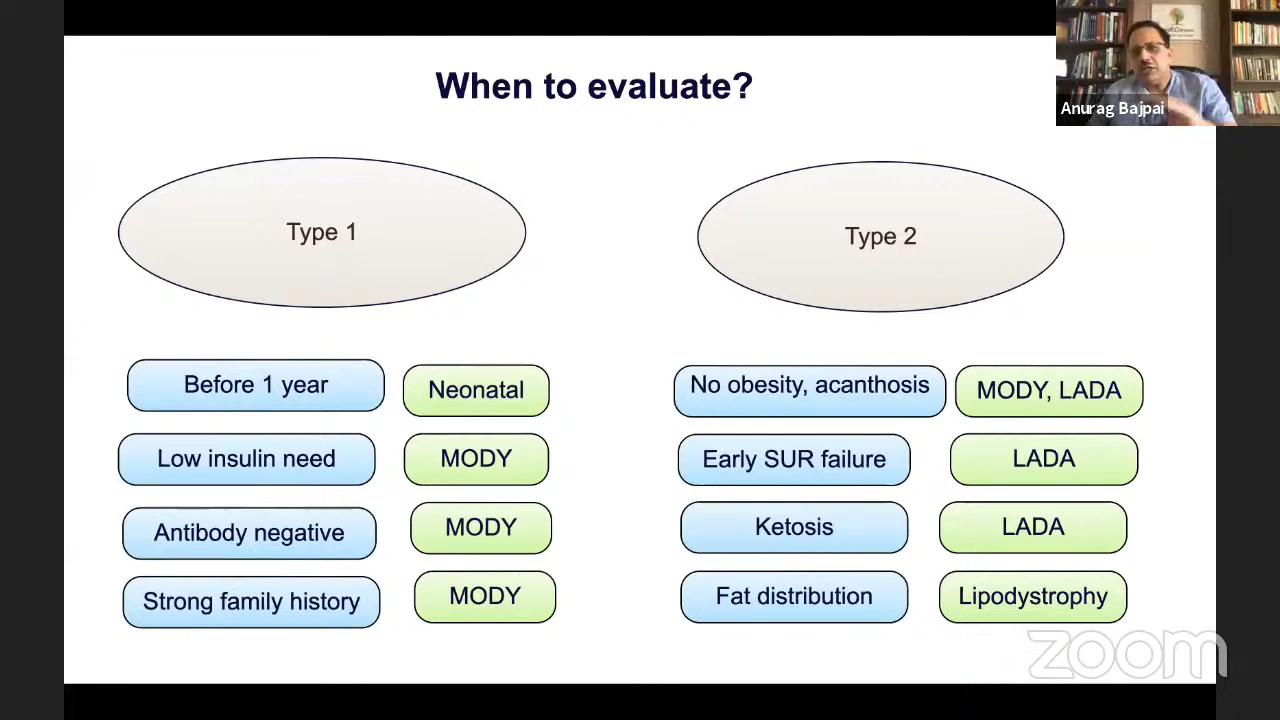 When to evaluate?
Anurag Bajpai
Type 1
Type 2
Before 1 year
Neonatal
No obesity, acanthosis
MODY, LADA
Low insulin need
MODY
Early SUR failure
LADA
Antibody negative
MODY
Ketosis
LADA
Strong family history
MODY
Fat distribution
Lipodystrophy
zoom